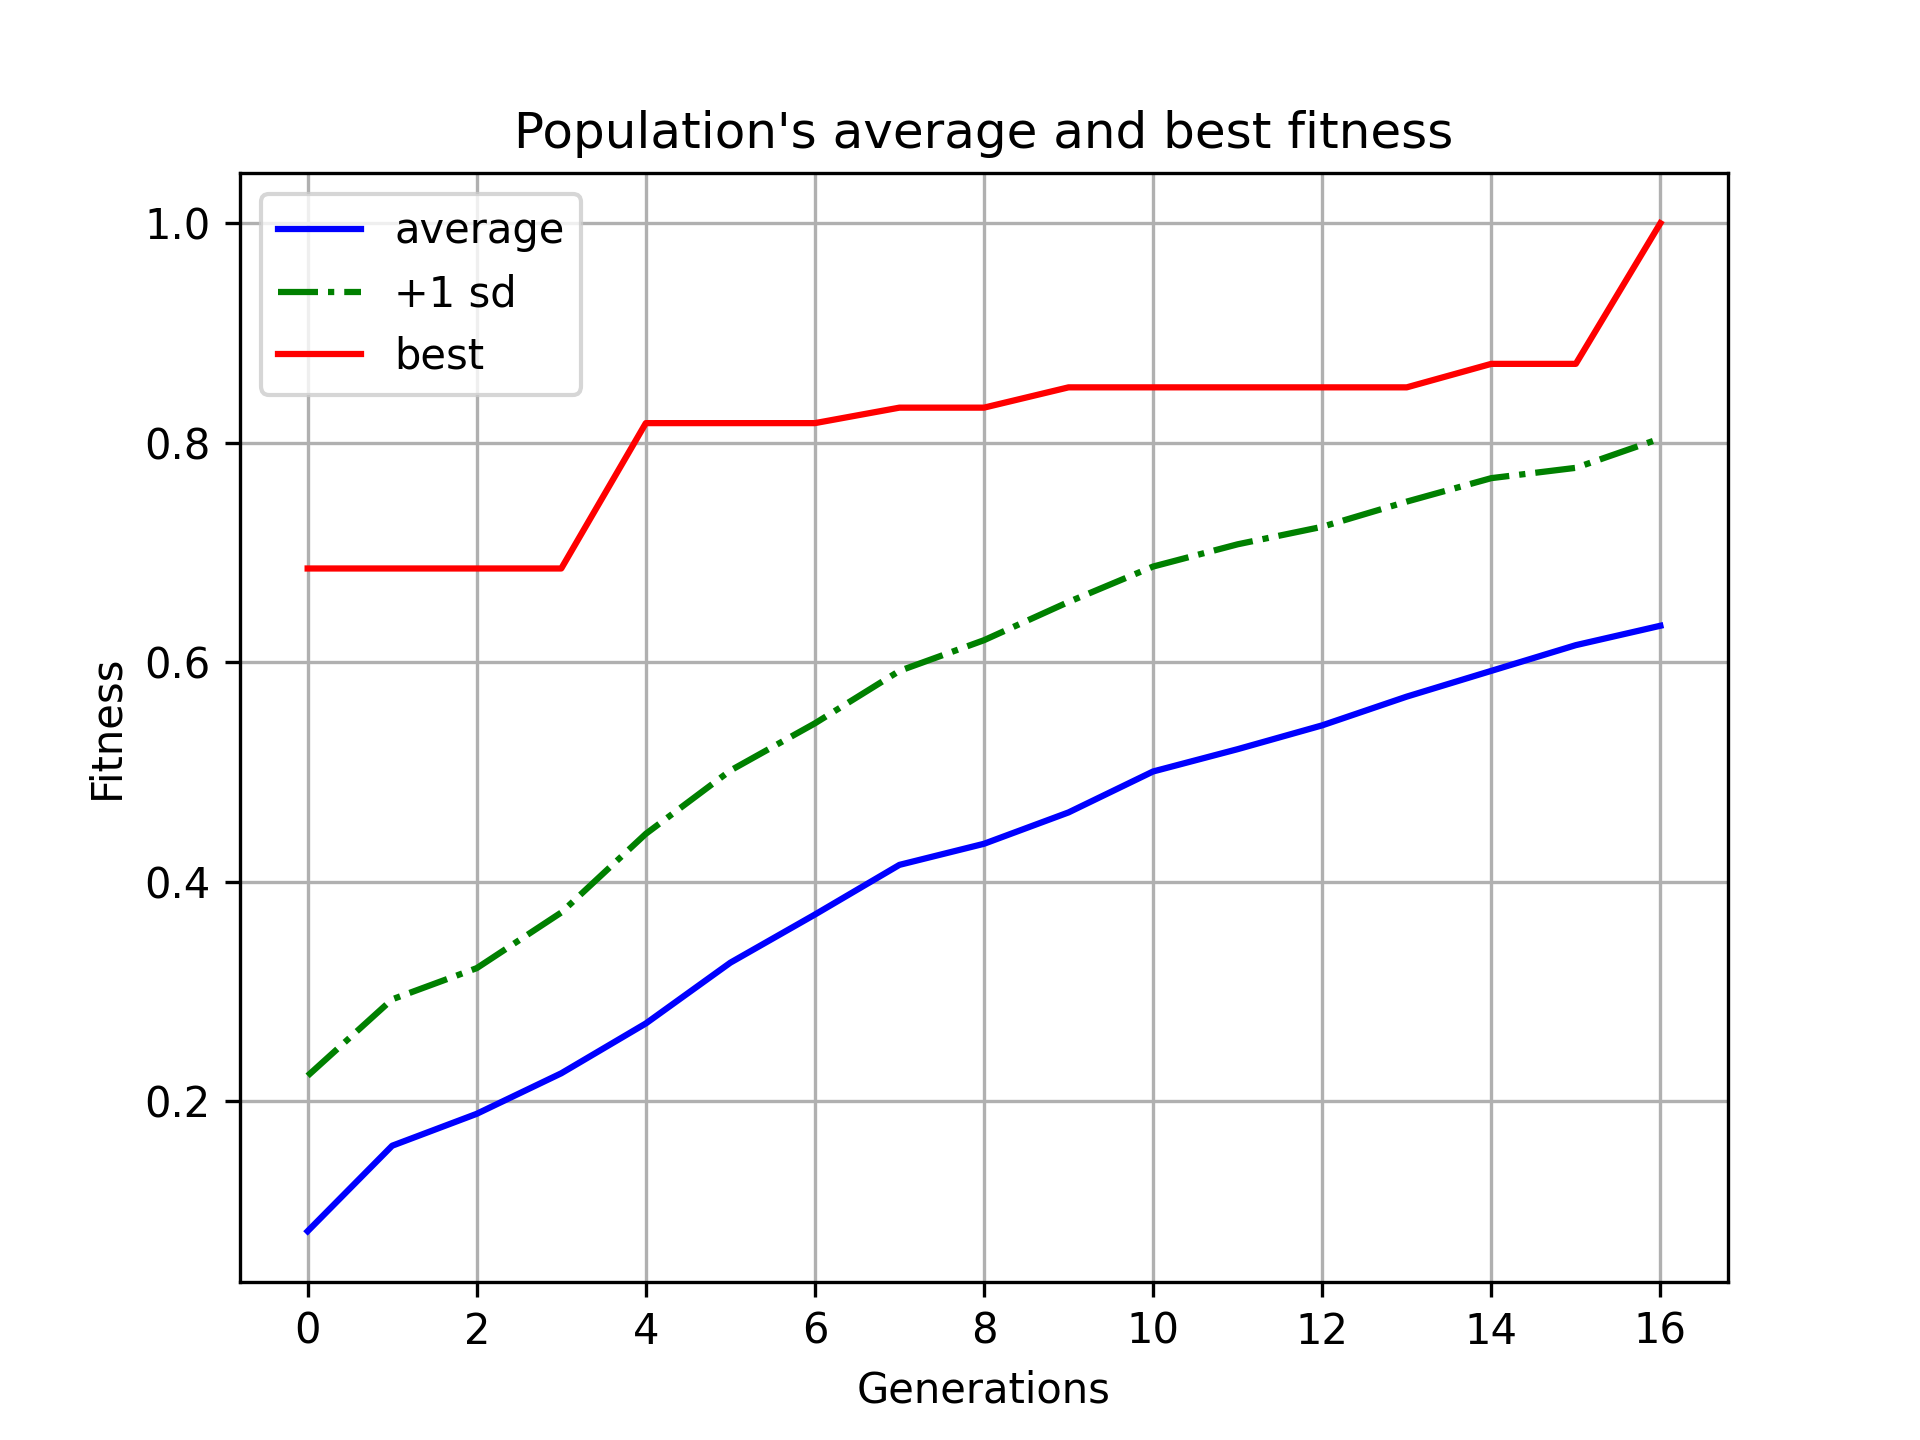 Population's average and best fitness
average
+1 sd
best
1.0
0.8
0.6
0.4
0.2
Fitness
0 2 4 6 8 10 12 14 16
Generations